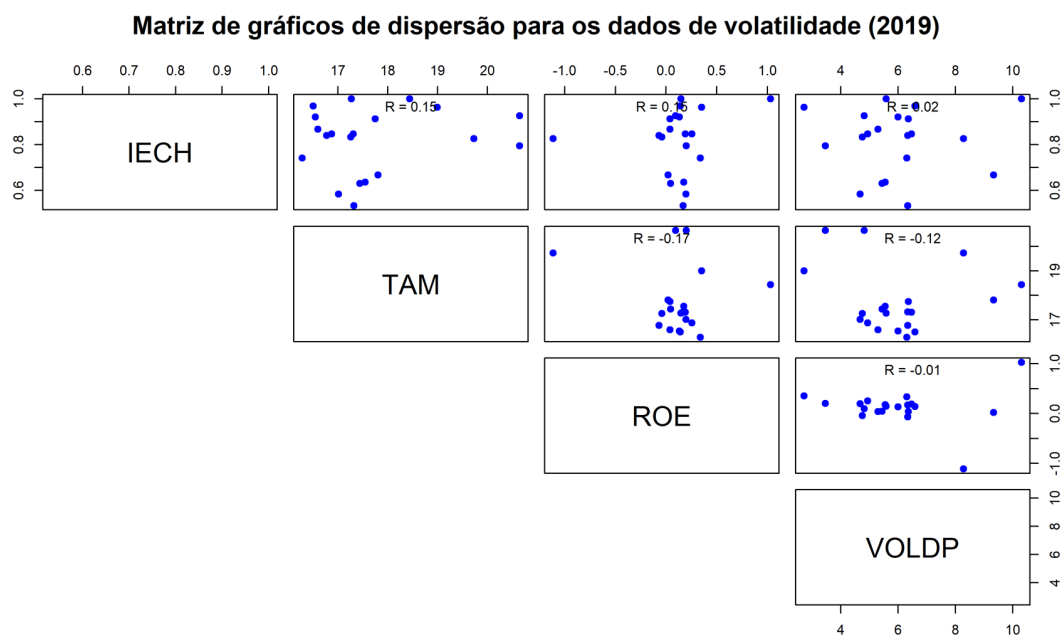 Matriz de gráficos de dispersão para os dados de volatilidade (2019)
0.6 0.7 0.8 0.9 1.0 17 18 19 20 -1.0 -0.5 0.0 0.5 1.0 4 6 8 10
IECH R = 0.15 R = 0.15 R = 0.02
0.6 0.8 1.0
TAM R = -0.17 R = -0.12
17 19
ROE R = -0.01
-1.0 0.0 1.0
VOLDP
4 6 8 10
4 6 8 10